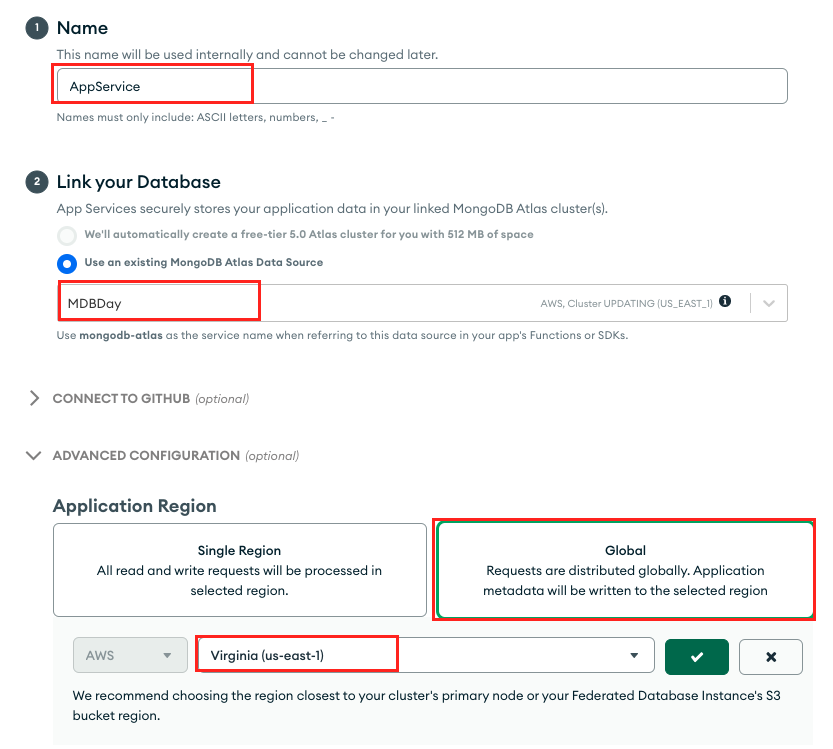 1 Name
This name will be used internally and cannot be changed later.
AppService
Names must only include: ASCII letters, numbers, _ -
2 Link your Database
App Services securely stores your application data in your linked MongoDB Atlas cluster(s).
We'll automatically create a free-tier 5.0 Atlas cluster for you with 512 MB of space
Use an existing MongoDB Atlas Data Source
MDBDay AWS, Cluster UPDATING (US_EAST_1)
Use mongodb-atlas as the service name when referring to this data source in your app's Functions or SDKs.
CONNECT TO GITHUB (optional)
ADVANCED CONFIGURATION (optional)
Application Region
Single Region
All read and write requests will be processed in
selected region.
Global
Requests are distributed globally. Application
metadata will be written to the selected region
AWS Virginia (us-east-1)
We recommend choosing the region closest to your cluster's primary node or your Federated Database Instance's S3
bucket region.